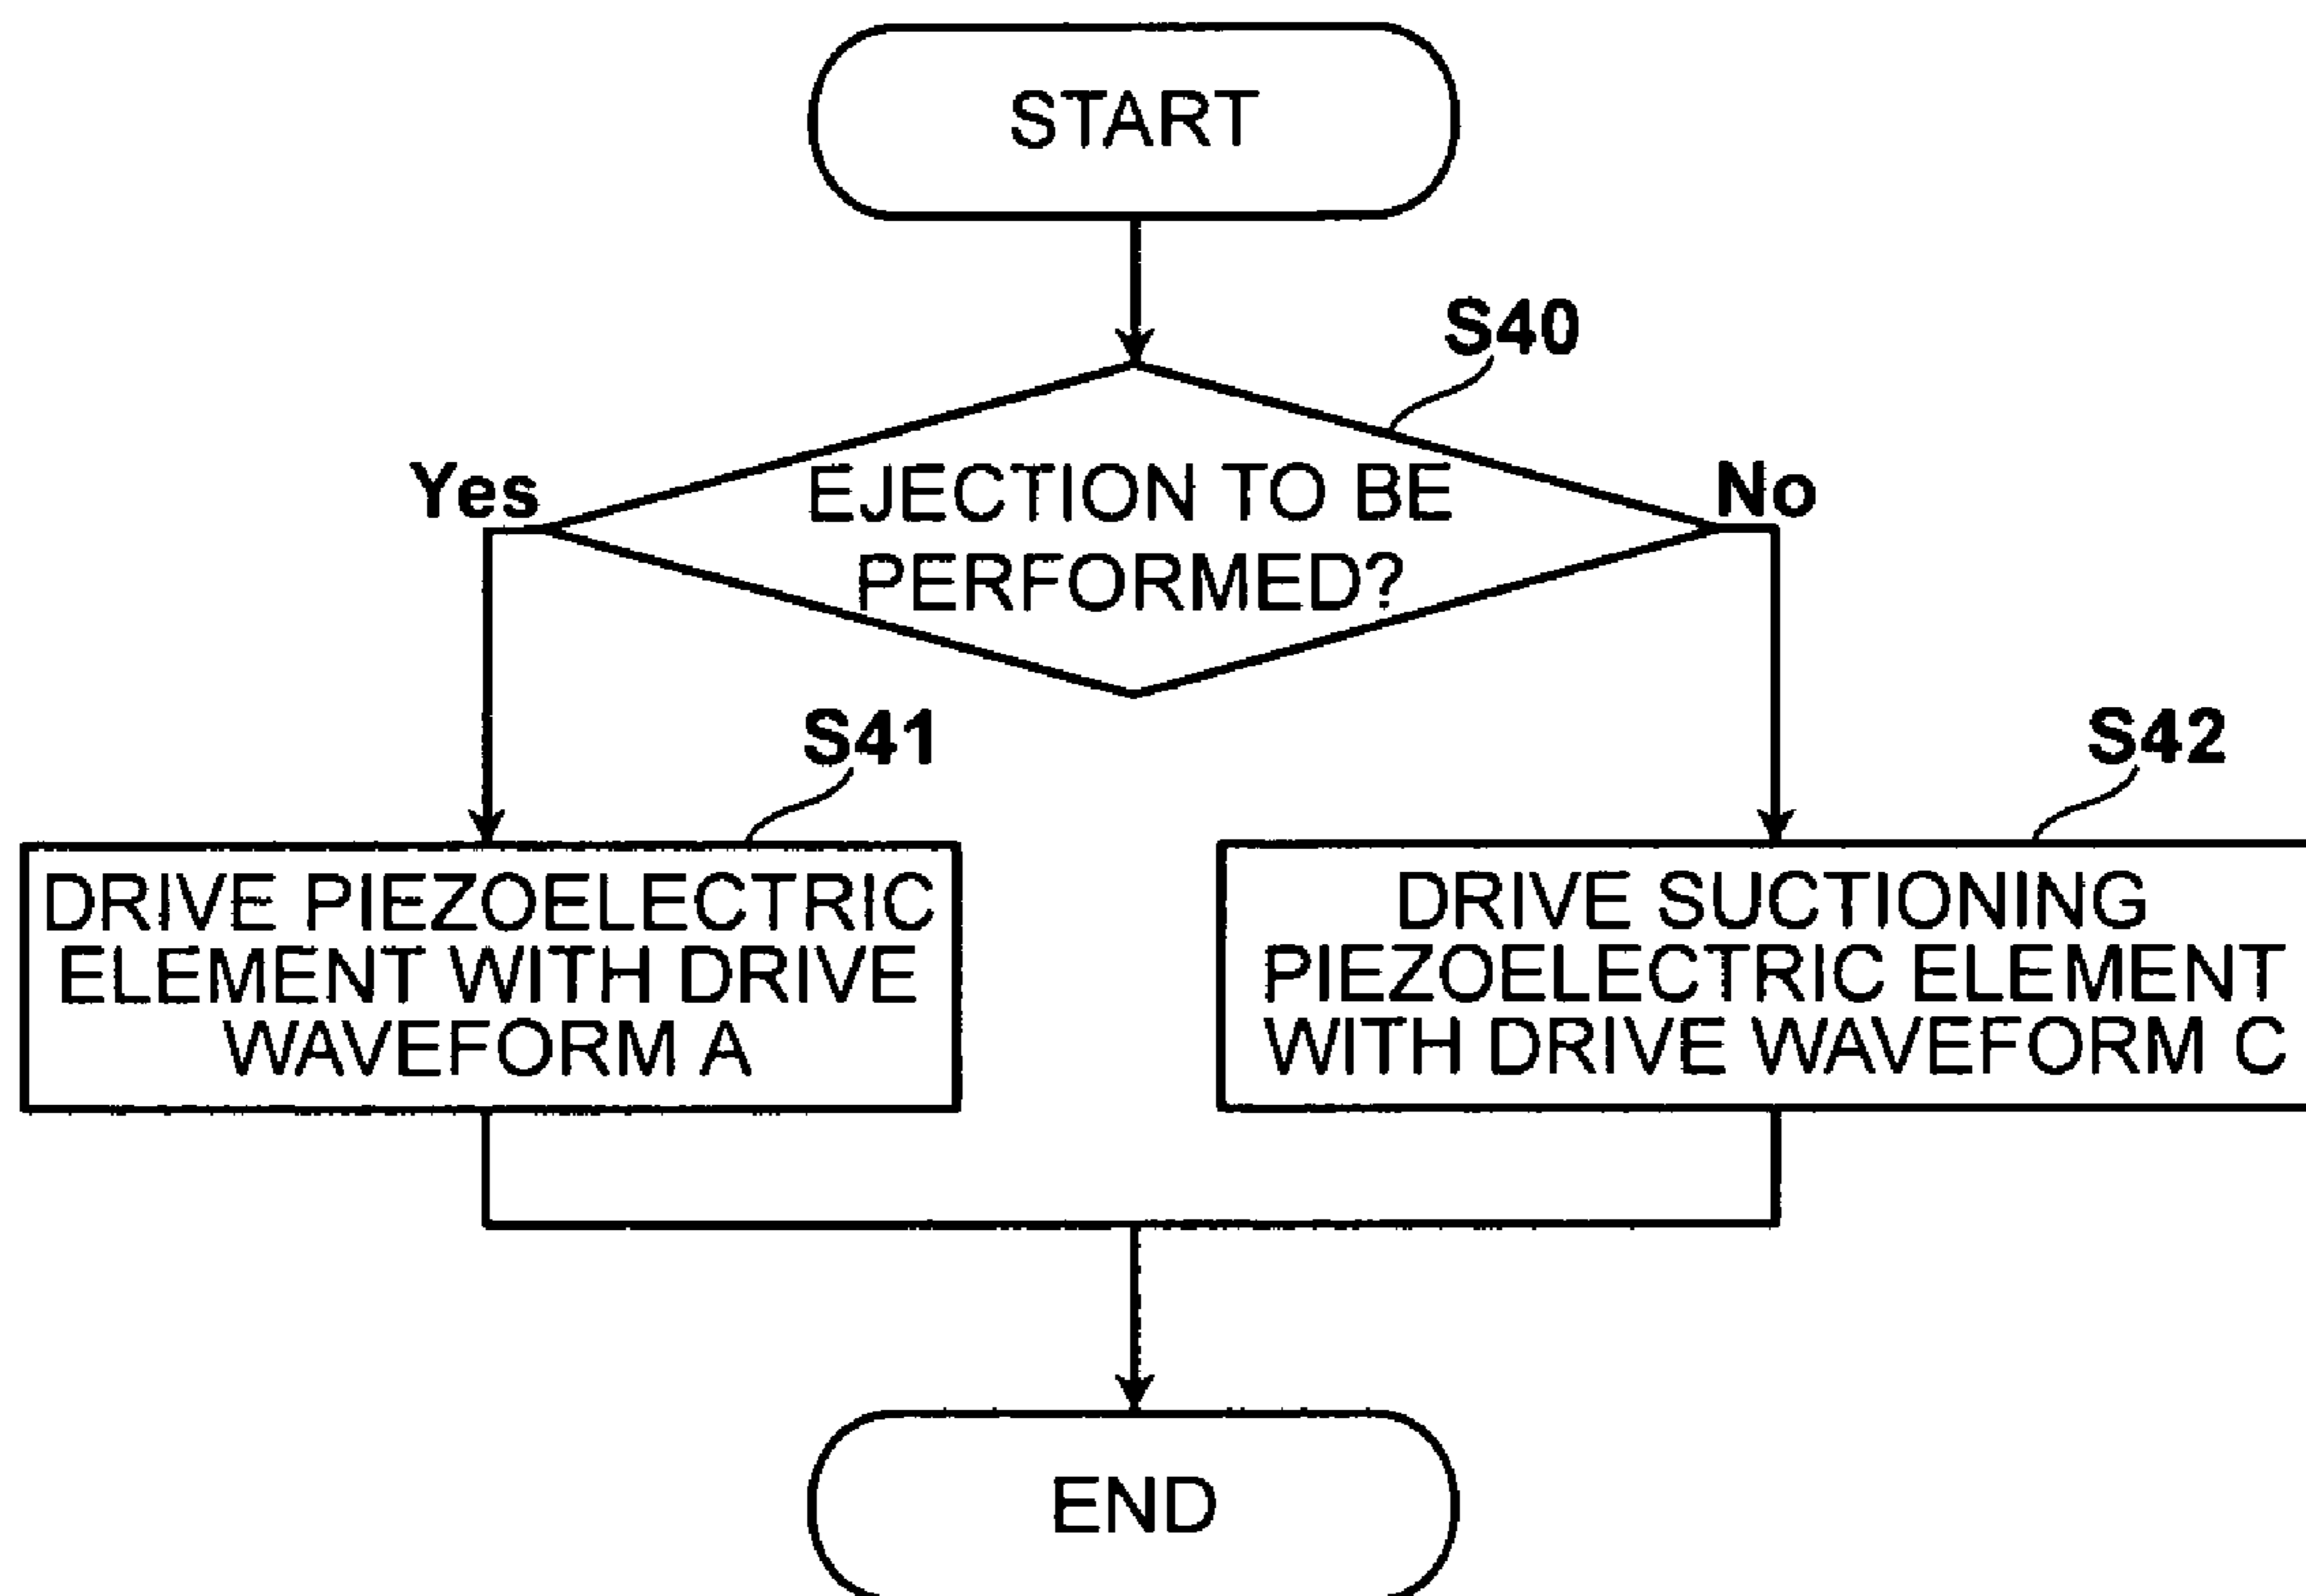 START
S40
Yes
EJECTION TO BE
No
PERFORMED?
S41
S42
DRIVE PIEZOELECTRIC
ELEMENT WITH DRIVE
WAVEFORM A
DRIVE SUCTIONING
PIEZOELECTRIC ELEMENT
WITH DRIVE WAVEFORM C
END